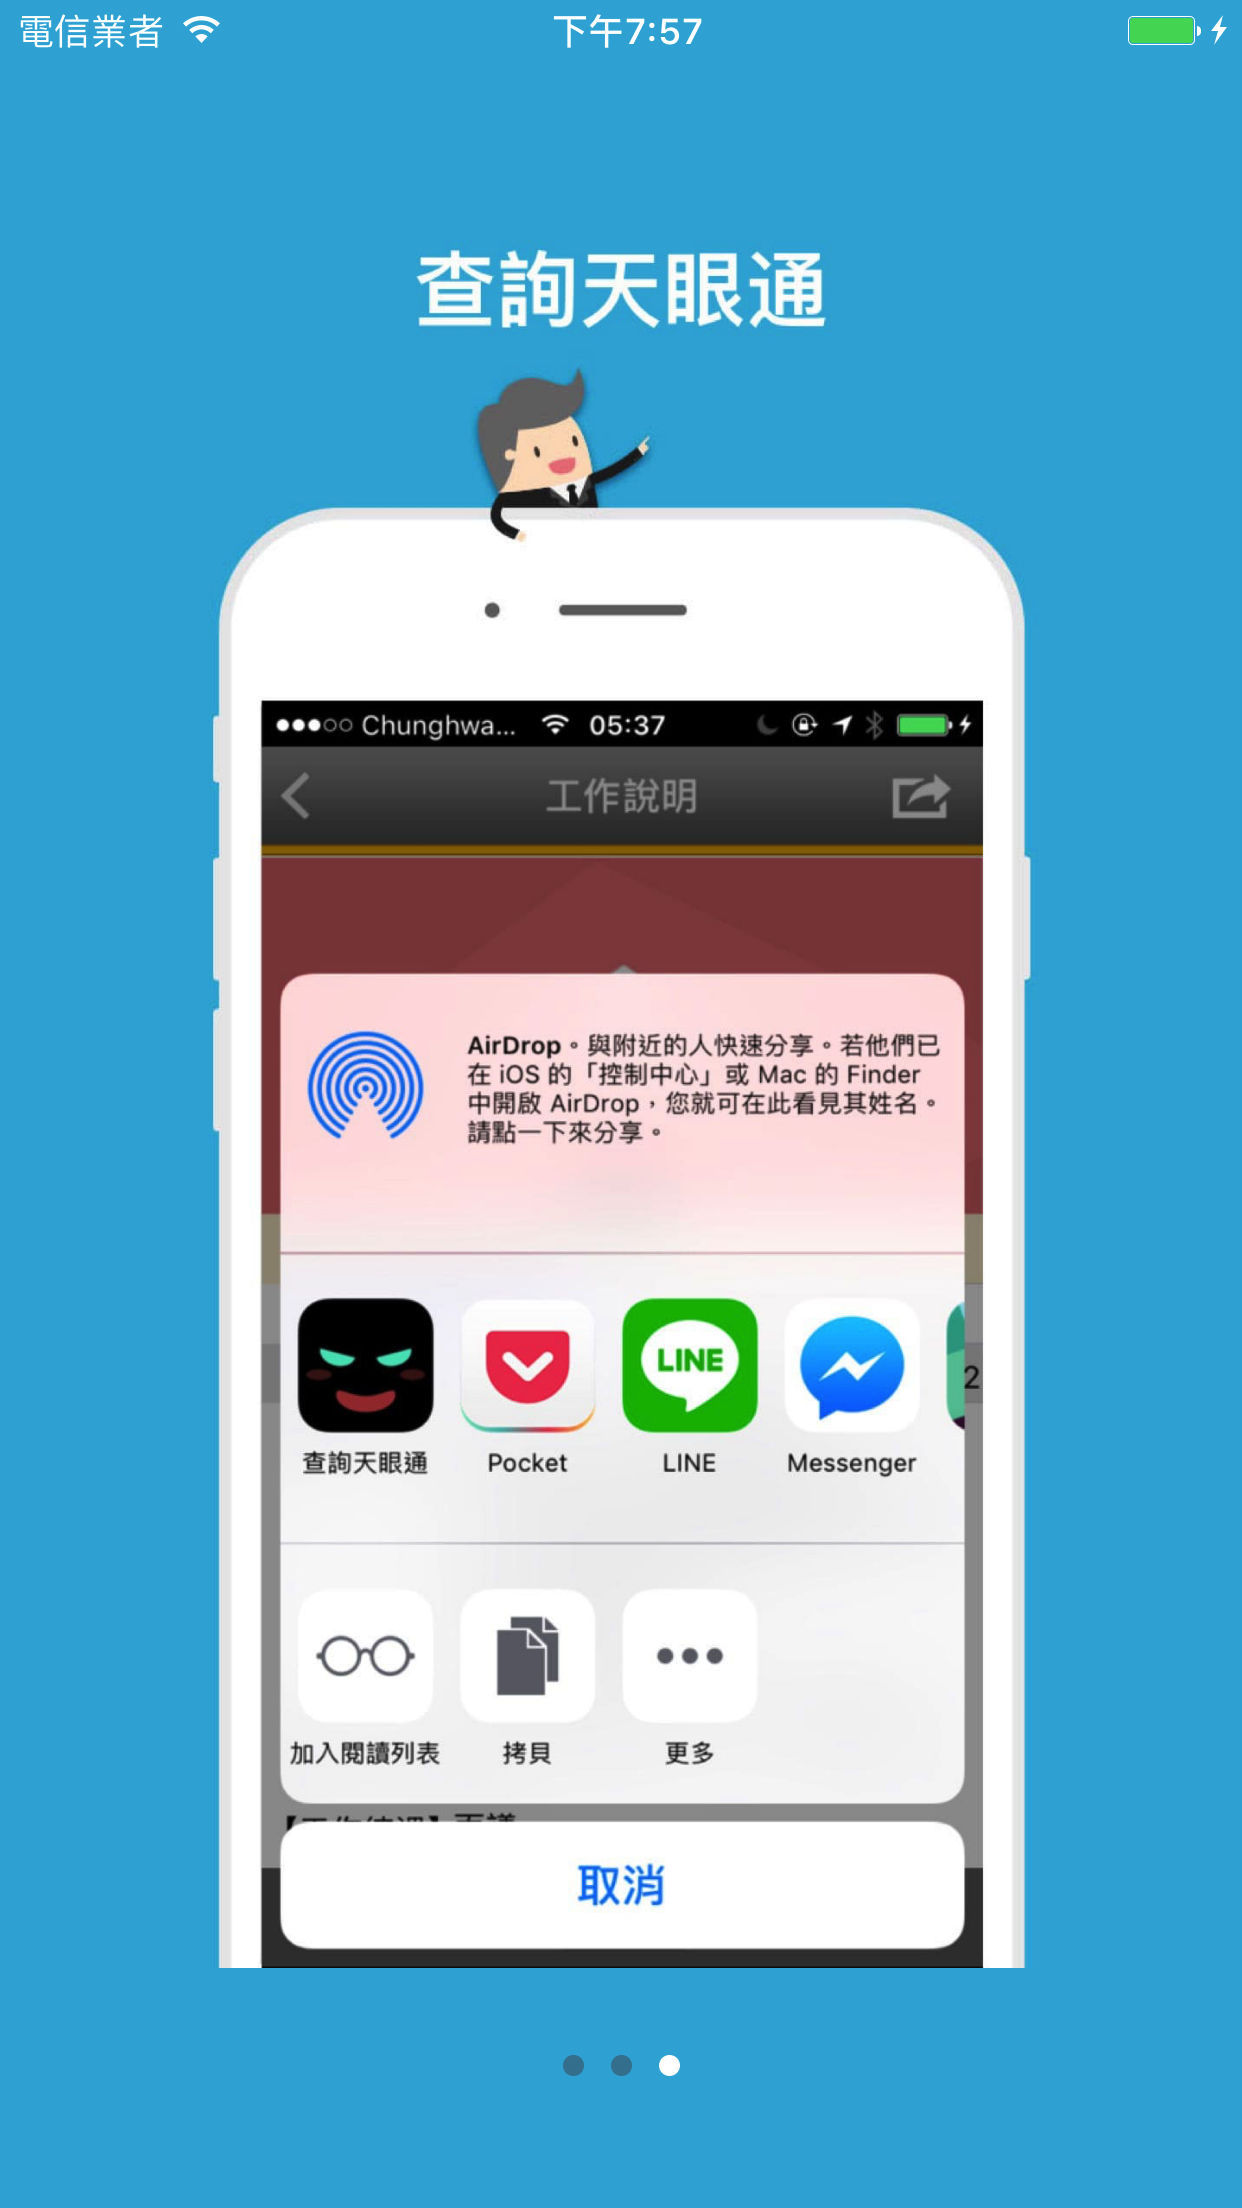 電信業者 下午7:57
查詢天眼通
Chunghwa... 05:37
工作說明
AirDrop。與附近的人快速分享。若他們已
在 iOS 的「控制中心」或 Mac 的 Finder
中開啟 AirDrop,您就可在此看見其姓名。
請點一下來分享。
2
LINE
查詢天眼通 Pocket LINE Messenger
加入閱讀列表 拷貝 更多
取消